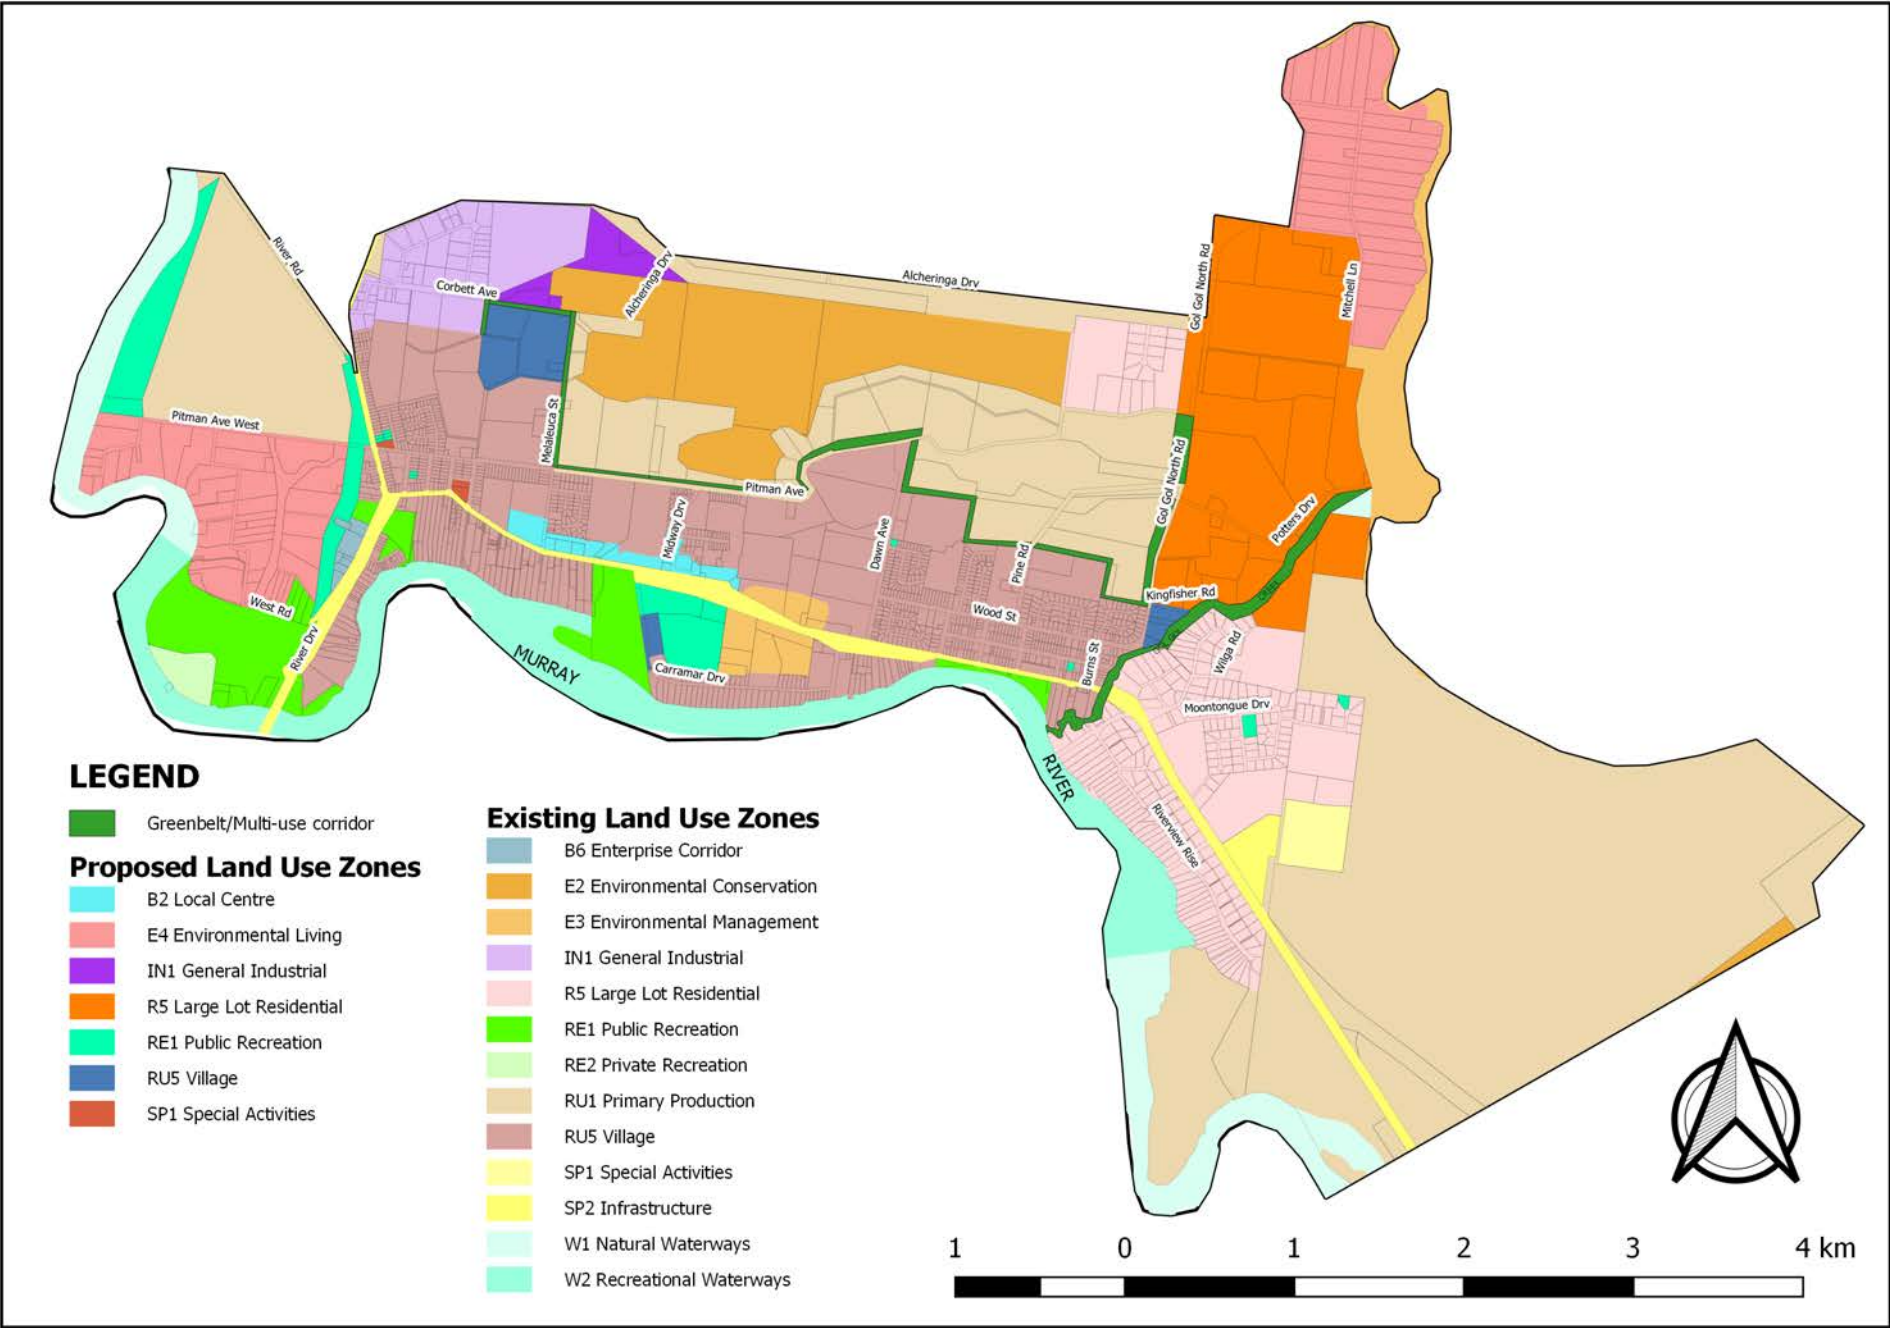 River Rd
Corbett Ave
Alcheringa Drv
Alcheringa Drv
Gol Gol North Rd
Mitchell Ln
Pitman Ave West
Melaleuca St
Pitman Ave
Gol Gol North Rd
Potters Drv
Midway Drv
Dawn Ave
Pine Rd
Kingfisher Rd
West Rd
Wood St
River Drv
MURRAY
Carramar Drv
Burns St
Wilga Rd
Moontongue Drv
RIVER
Riverview Rise
LEGEND
Greenbelt/Multi-use corridor
Proposed Land Use Zones
B2 Local Centre
E4 Environmental Living
IN1 General Industrial
R5 Large Lot Residential
RE1 Public Recreation
RU5 Village
SP1 Special Activities
Existing Land Use Zones
B6 Enterprise Corridor
E2 Environmental Conservation
E3 Environmental Management
IN1 General Industrial
R5 Large Lot Residential
RE1 Public Recreation
RE2 Private Recreation
RU1 Primary Production
RU5 Village
SP1 Special Activities
SP2 Infrastructure
W1 Natural Waterways
W2 Recreational Waterways
1 0 1 2 3 4 km